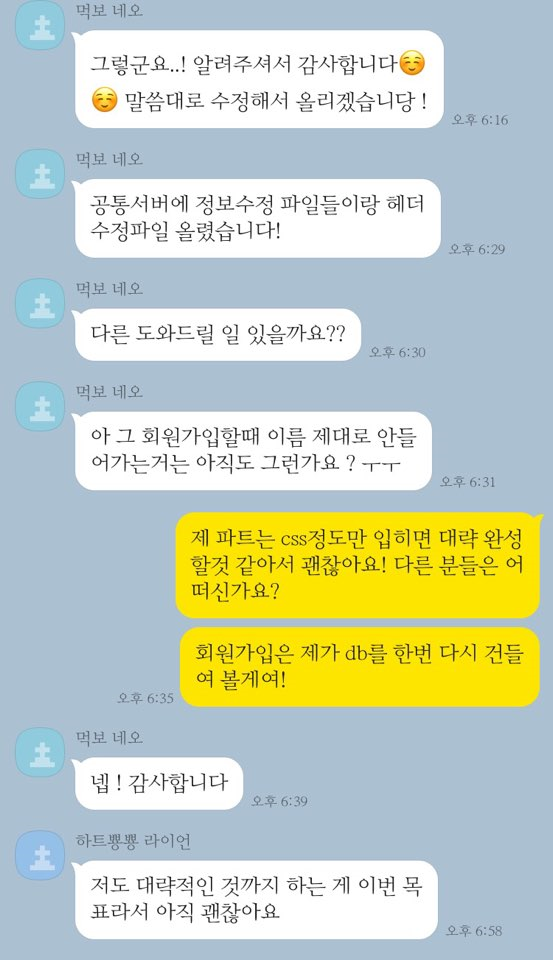 먹보 네오
그렇군요..! 알려주셔서 감사합니다☺️
☺️ 말씀대로 수정해서 올리겠습니당 !
오후 6:16
먹보 네오
공통서버에 정보수정 파일들이랑 헤더
수정파일 올렸습니다!
오후 6:29
먹보 네오
다른 도와드릴 일 있을까요??
오후 6:30
먹보 네오
아 그 회원가입할때 이름 제대로 안들
어가는거는 아직도 그런가요 ? ㅜㅜ
오후 6:31
제 파트는 css정도만 입히면 대략 완성
할것 같아서 괜찮아요! 다른 분들은 어
떠신가요?
회원가입은 제가 db를 한번 다시 건들
여 볼게여!
오후 6:35
먹보 네오
넵 ! 감사합니다
오후 6:39
하트뿅뿅 라이언
저도 대략적인 것까지 하는 게 이번 목
표라서 아직 괜찮아요
오후 6:58